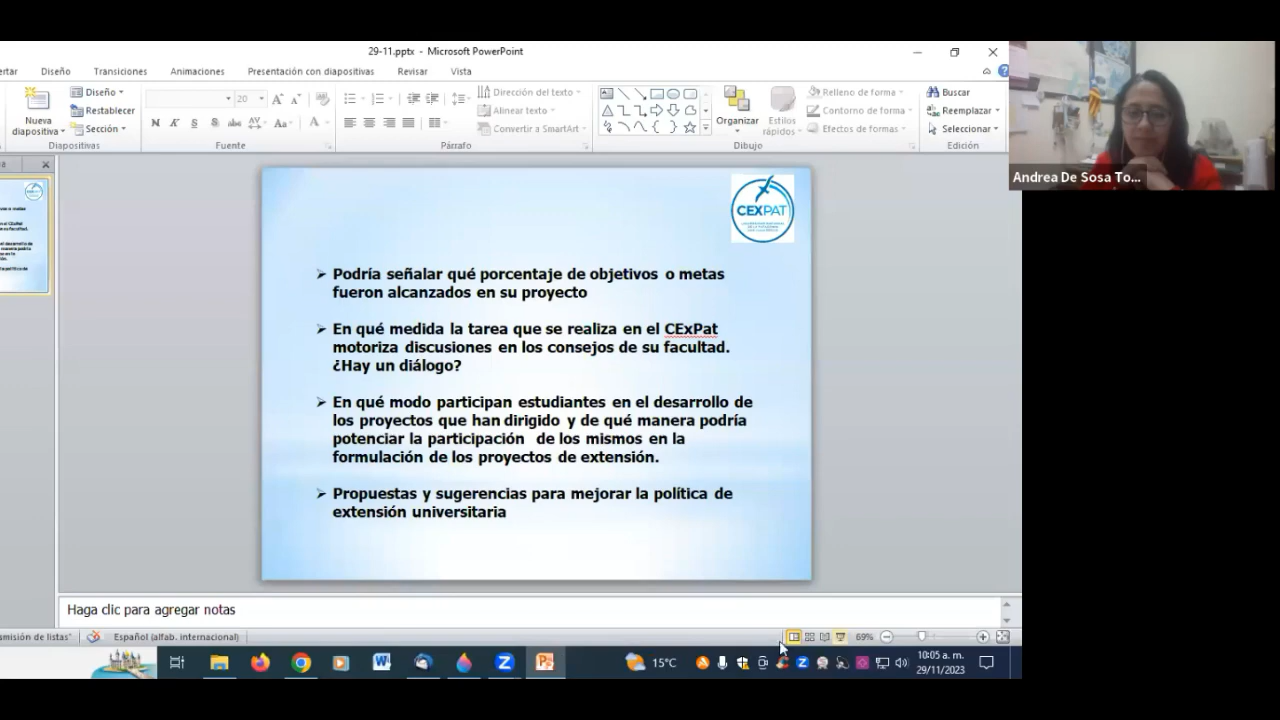 29-11.pptx - Microsoft PowerPoint
ertar Diseño Transiciones Animaciones Presentación con diapositivas Revisar Vista
Nueva diapositiva
Diseño
Restablecer
Sección
Diapositivas
20
Fuente
Dirección del texto
Alinear texto
Convertir a SmartArt
Párrafo
Organizar
Estilos rápidos
Relleno de forma
Contorno de forma
Efectos de formas
Dibujo
Buscar
Reemplazar
Seleccionar
Edición
Andrea De Sosa To...
CEXPAT
Podría señalar qué porcentaje de objetivos o metas
fueron alcanzados en su proyecto
En qué medida la tarea que se realiza en el CExPat
motoriza discusiones en los consejos de su facultad.
¿Hay un diálogo?
En qué modo participan estudiantes en el desarrollo de
los proyectos que han dirigido y de qué manera podría
potenciar la participación de los mismos en la
formulación de los proyectos de extensión.
Propuestas y sugerencias para mejorar la política de
extensión universitaria
Haga clic para agregar notas
misión de listas" Español (alfab. internacional) 69%
15°C
10:05 a. m.
29/11/2023